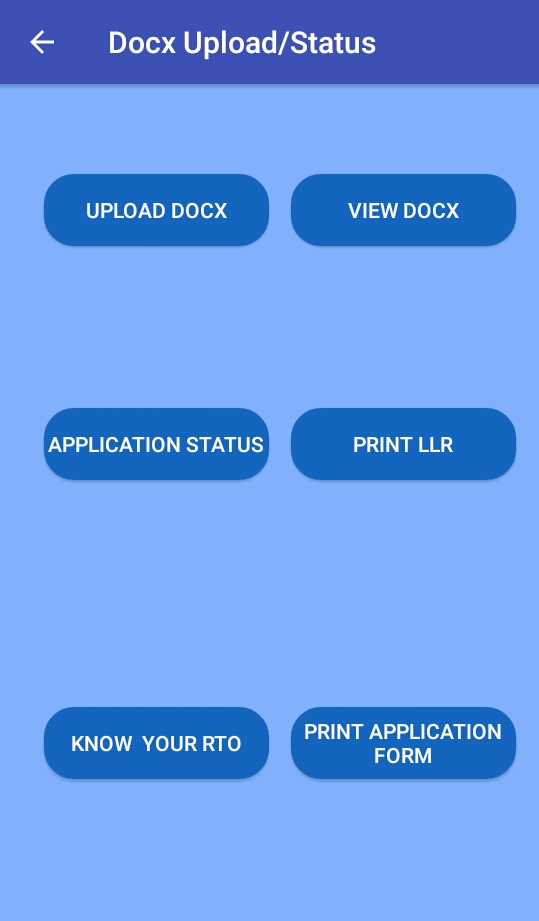 Docx Upload/Status
UPLOAD DOCX
VIEW DOCX
APPLICATION STATUS
PRINT LLR
KNOW  YOUR RTO
PRINT APPLICATION
FORM